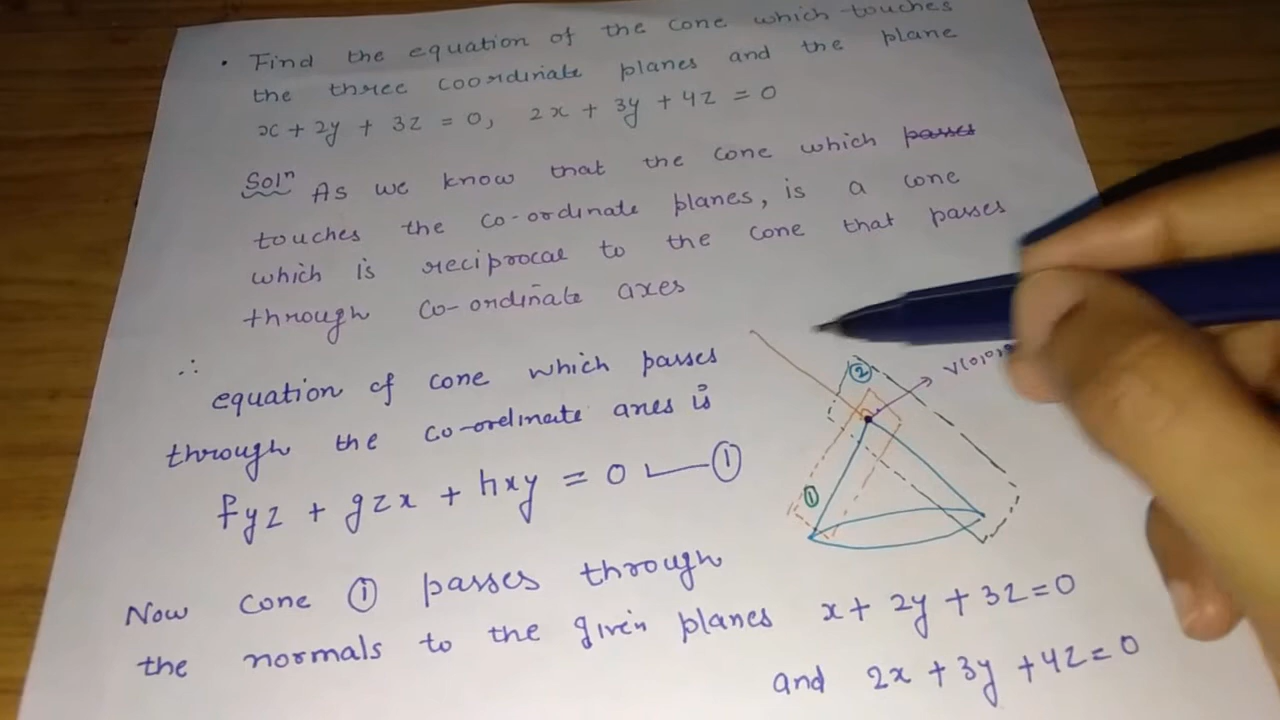 • Find the equation of the cone which touches
the three coordinate planes and the plane
x + 2y + 3z = 0, 2x + 3y + 4z = 0
Solⁿ As we know that the cone which passes
touches the co-ordinate planes, is a cone
which is reciprocal to the cone that passes
through co-ordinate axes
∴ equation of cone which passes
through the co-ordinate axes is
fyz + gzx + hxy = 0 — ①
Now cone ① passes through
the normals to the given planes x + 2y + 3z = 0
and 2x + 3y + 4z = 0
②
①